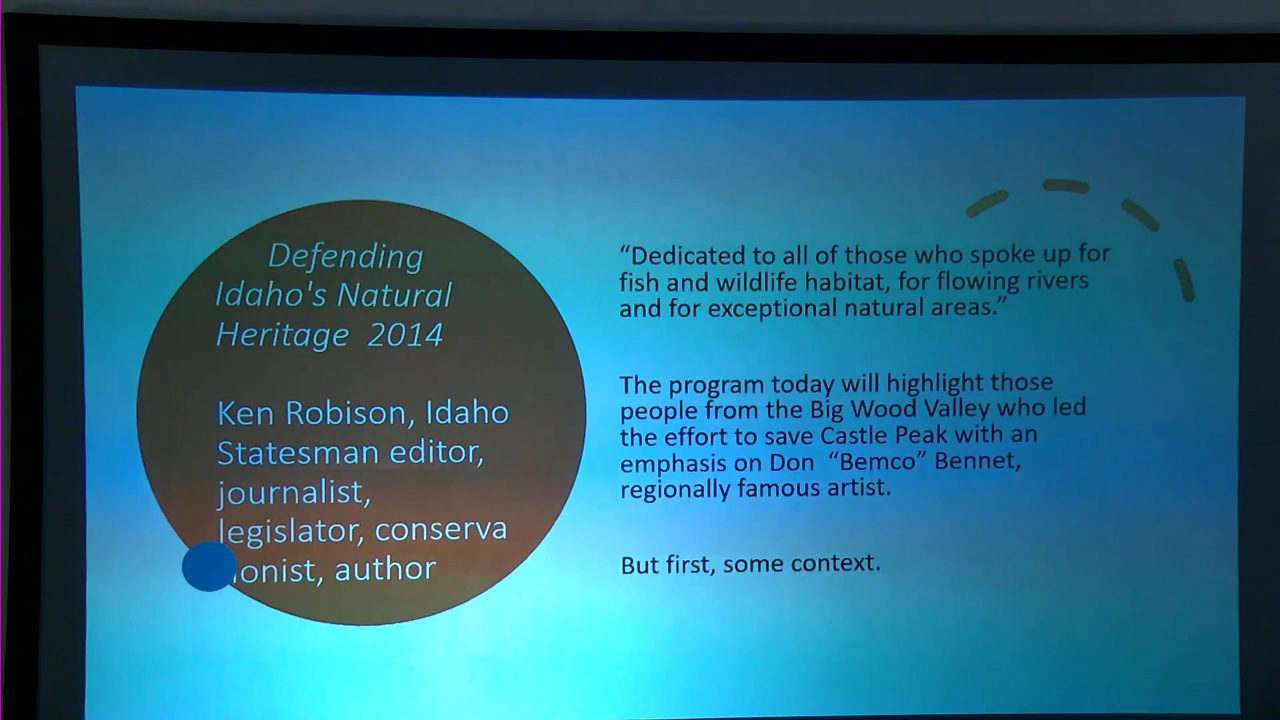 Defending
Idaho's Natural
Heritage 2014
Ken Robison, Idaho
Statesman editor,
journalist,
legislator, conserva
ionist, author
“Dedicated to all of those who spoke up for
fish and wildlife habitat, for flowing rivers
and for exceptional natural areas.”
The program today will highlight those
people from the Big Wood Valley who led
the effort to save Castle Peak with an
emphasis on Don “Bemco” Bennet,
regionally famous artist.
But first, some context.